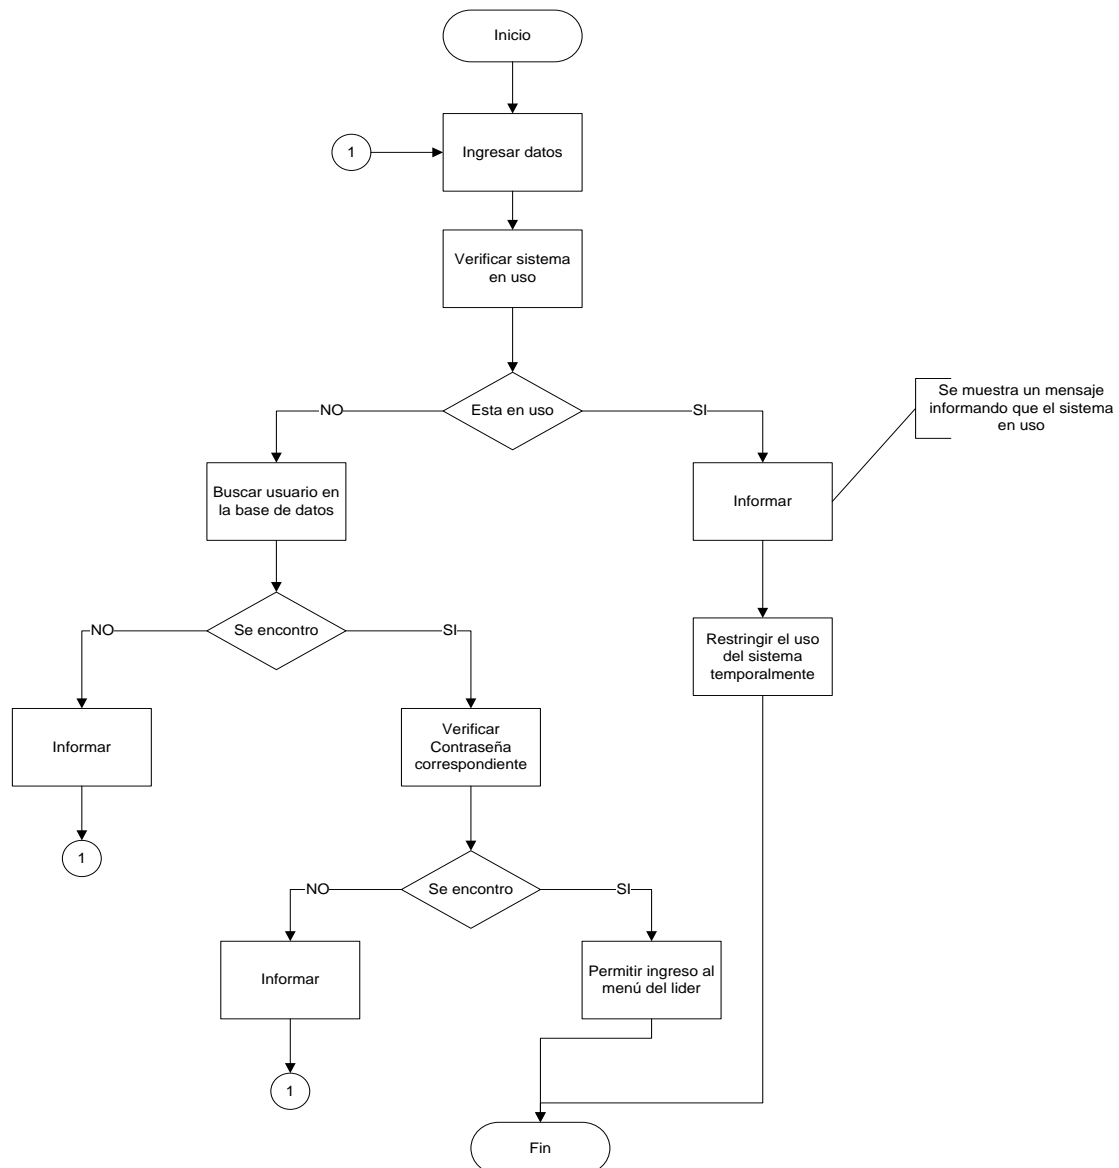 Inicio
1
Ingresar datos
Verificar sistema
en uso
NO
Esta en uso
SI
Se muestra un mensaje
informando que el sistema
en uso
Buscar usuario en
la base de datos
Informar
NO
Se encontro
SI
Restringir el uso
del sistema
temporalmente
Informar
Verificar
Contraseña
correspondiente
1
NO
Se encontro
SI
Informar
Permitir ingreso al
menú del lider
1
Fin